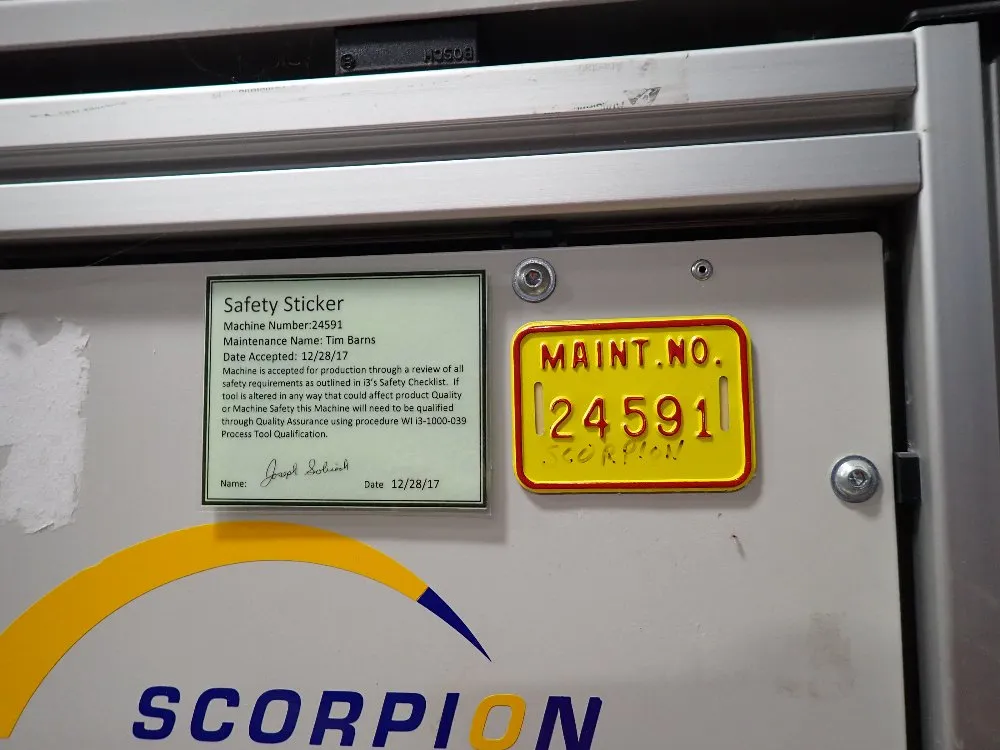 BOSCH
Safety Sticker
Machine Number:24591
Maintenance Name: Tim Barns
Date Accepted: 12/28/17
Machine is accepted for production through a review of all
safety requirements as outlined in i3's Safety Checklist. If
tool is altered in any way that could affect product Quality
or Machine Safety this Machine will need to be qualified
through Quality Assurance using procedure WI i3-1000-039
Process Tool Qualification.
Name: Joseph
Date 12/28/17
MAINT.NO.
24591
SCORPION
SCORPION